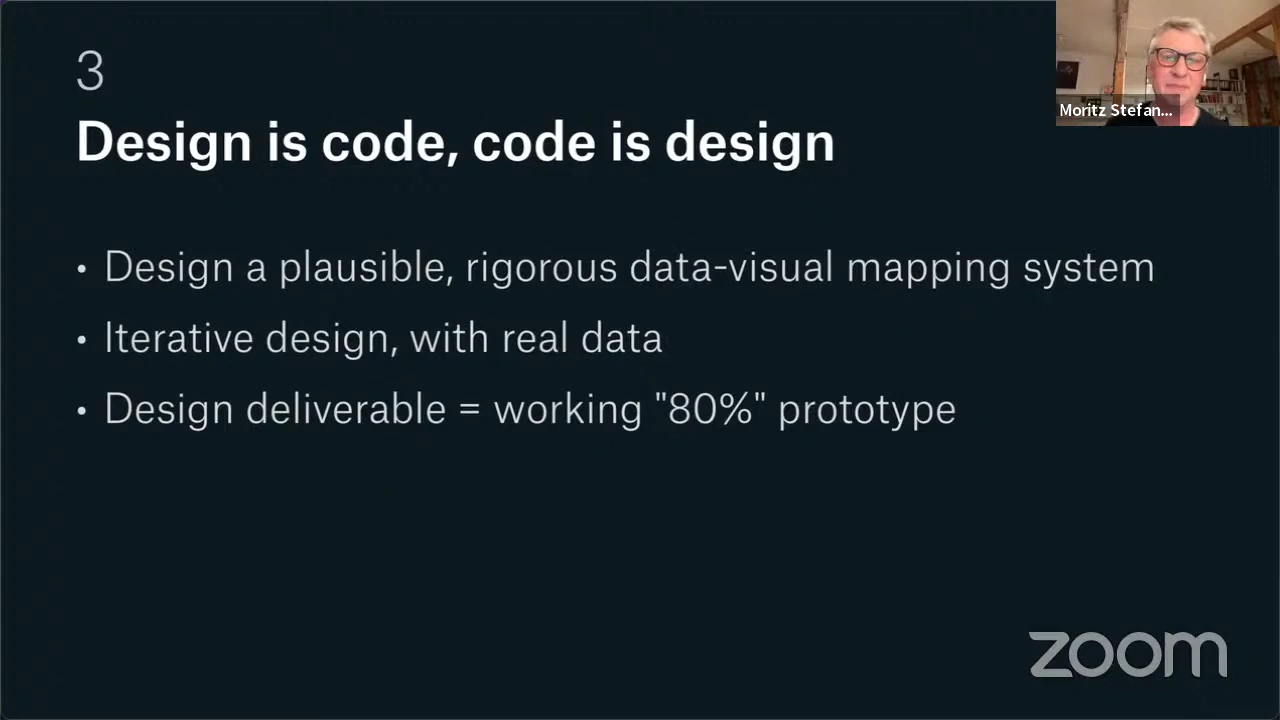 3
Design is code, code is design
• Design a plausible, rigorous data-visual mapping system
• Iterative design, with real data
• Design deliverable = working "80%" prototype
Moritz Stefan...
zoom